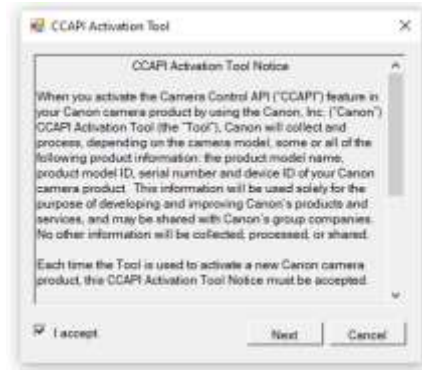 CCAPI Activation Tool
CCAPI Activation Tool Notice
When you activate the Camera Control API ("CCAPI") feature in
your Canon camera product by using the Canon, Inc. ("Canon")
CCAPI Activation Tool (the "Tool"), Canon will collect and
process, depending on the camera model, some or all of the
following product information: the product model name,
product model ID, serial number and device ID of your Canon
camera product. This information will be used solely for the
purpose of developing and improving Canon's products and
services, and may be shared with Canon's group companies.
No other information will be collected, processed, or shared.
Each time the Tool is used to activate a new Canon camera
product, this CCAPI Activation Tool Notice must be accepted.
I accept.
Next
Cancel